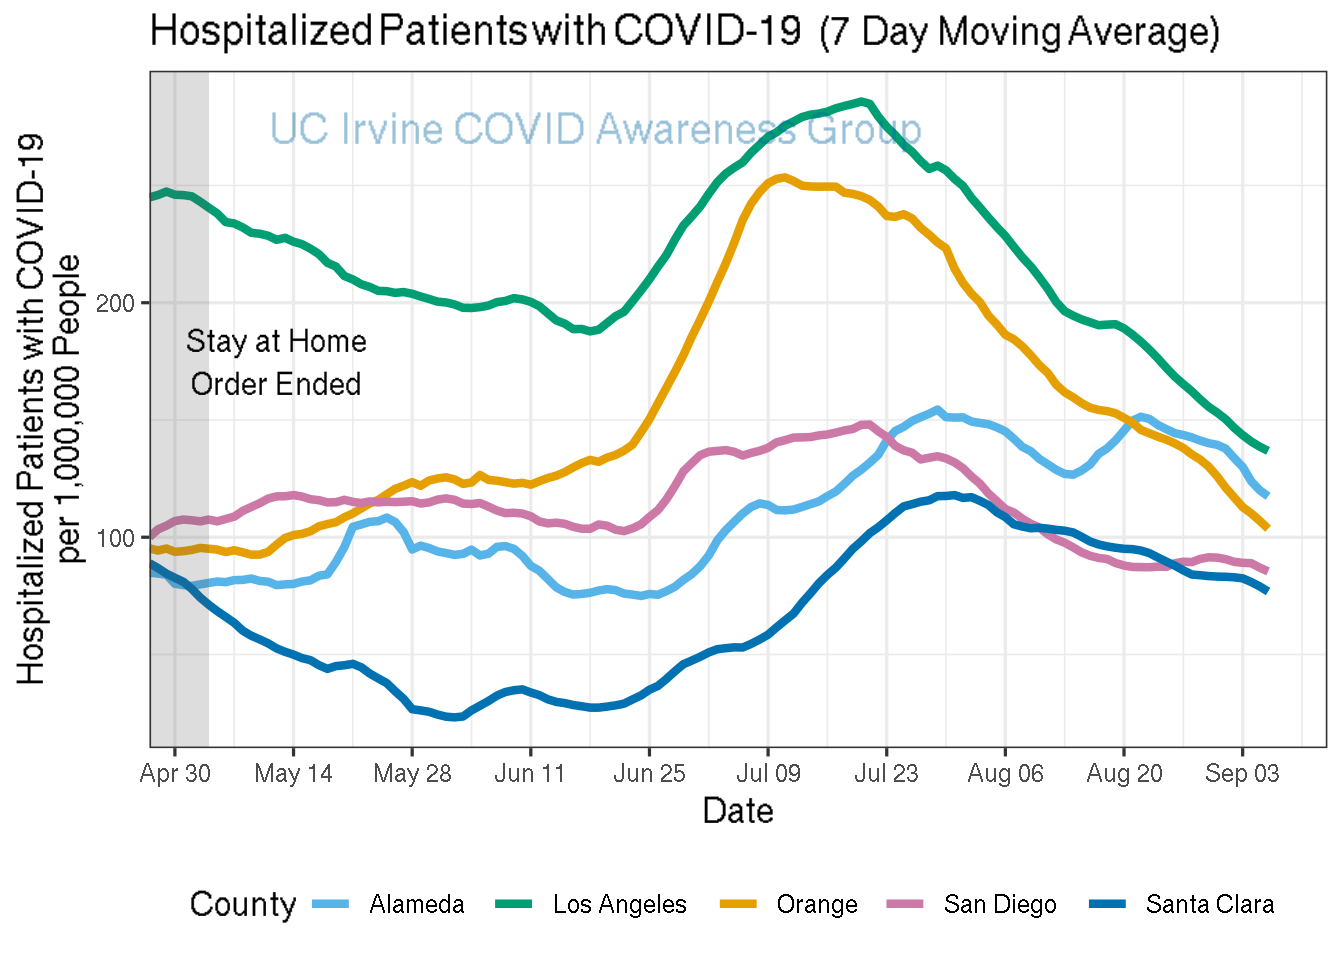 Hospitalized Patients with COVID-19 (7 Day Moving Average)
UC Irvine COVID Awareness Group
Hospitalized Patients with COVID-19
per 1,000,000 People
200
100
Stay at Home
Order Ended
Apr 30 May 14 May 28 Jun 11 Jun 25 Jul 09 Jul 23 Aug 06 Aug 20 Sep 03
Date
County Alameda Los Angeles Orange San Diego Santa Clara